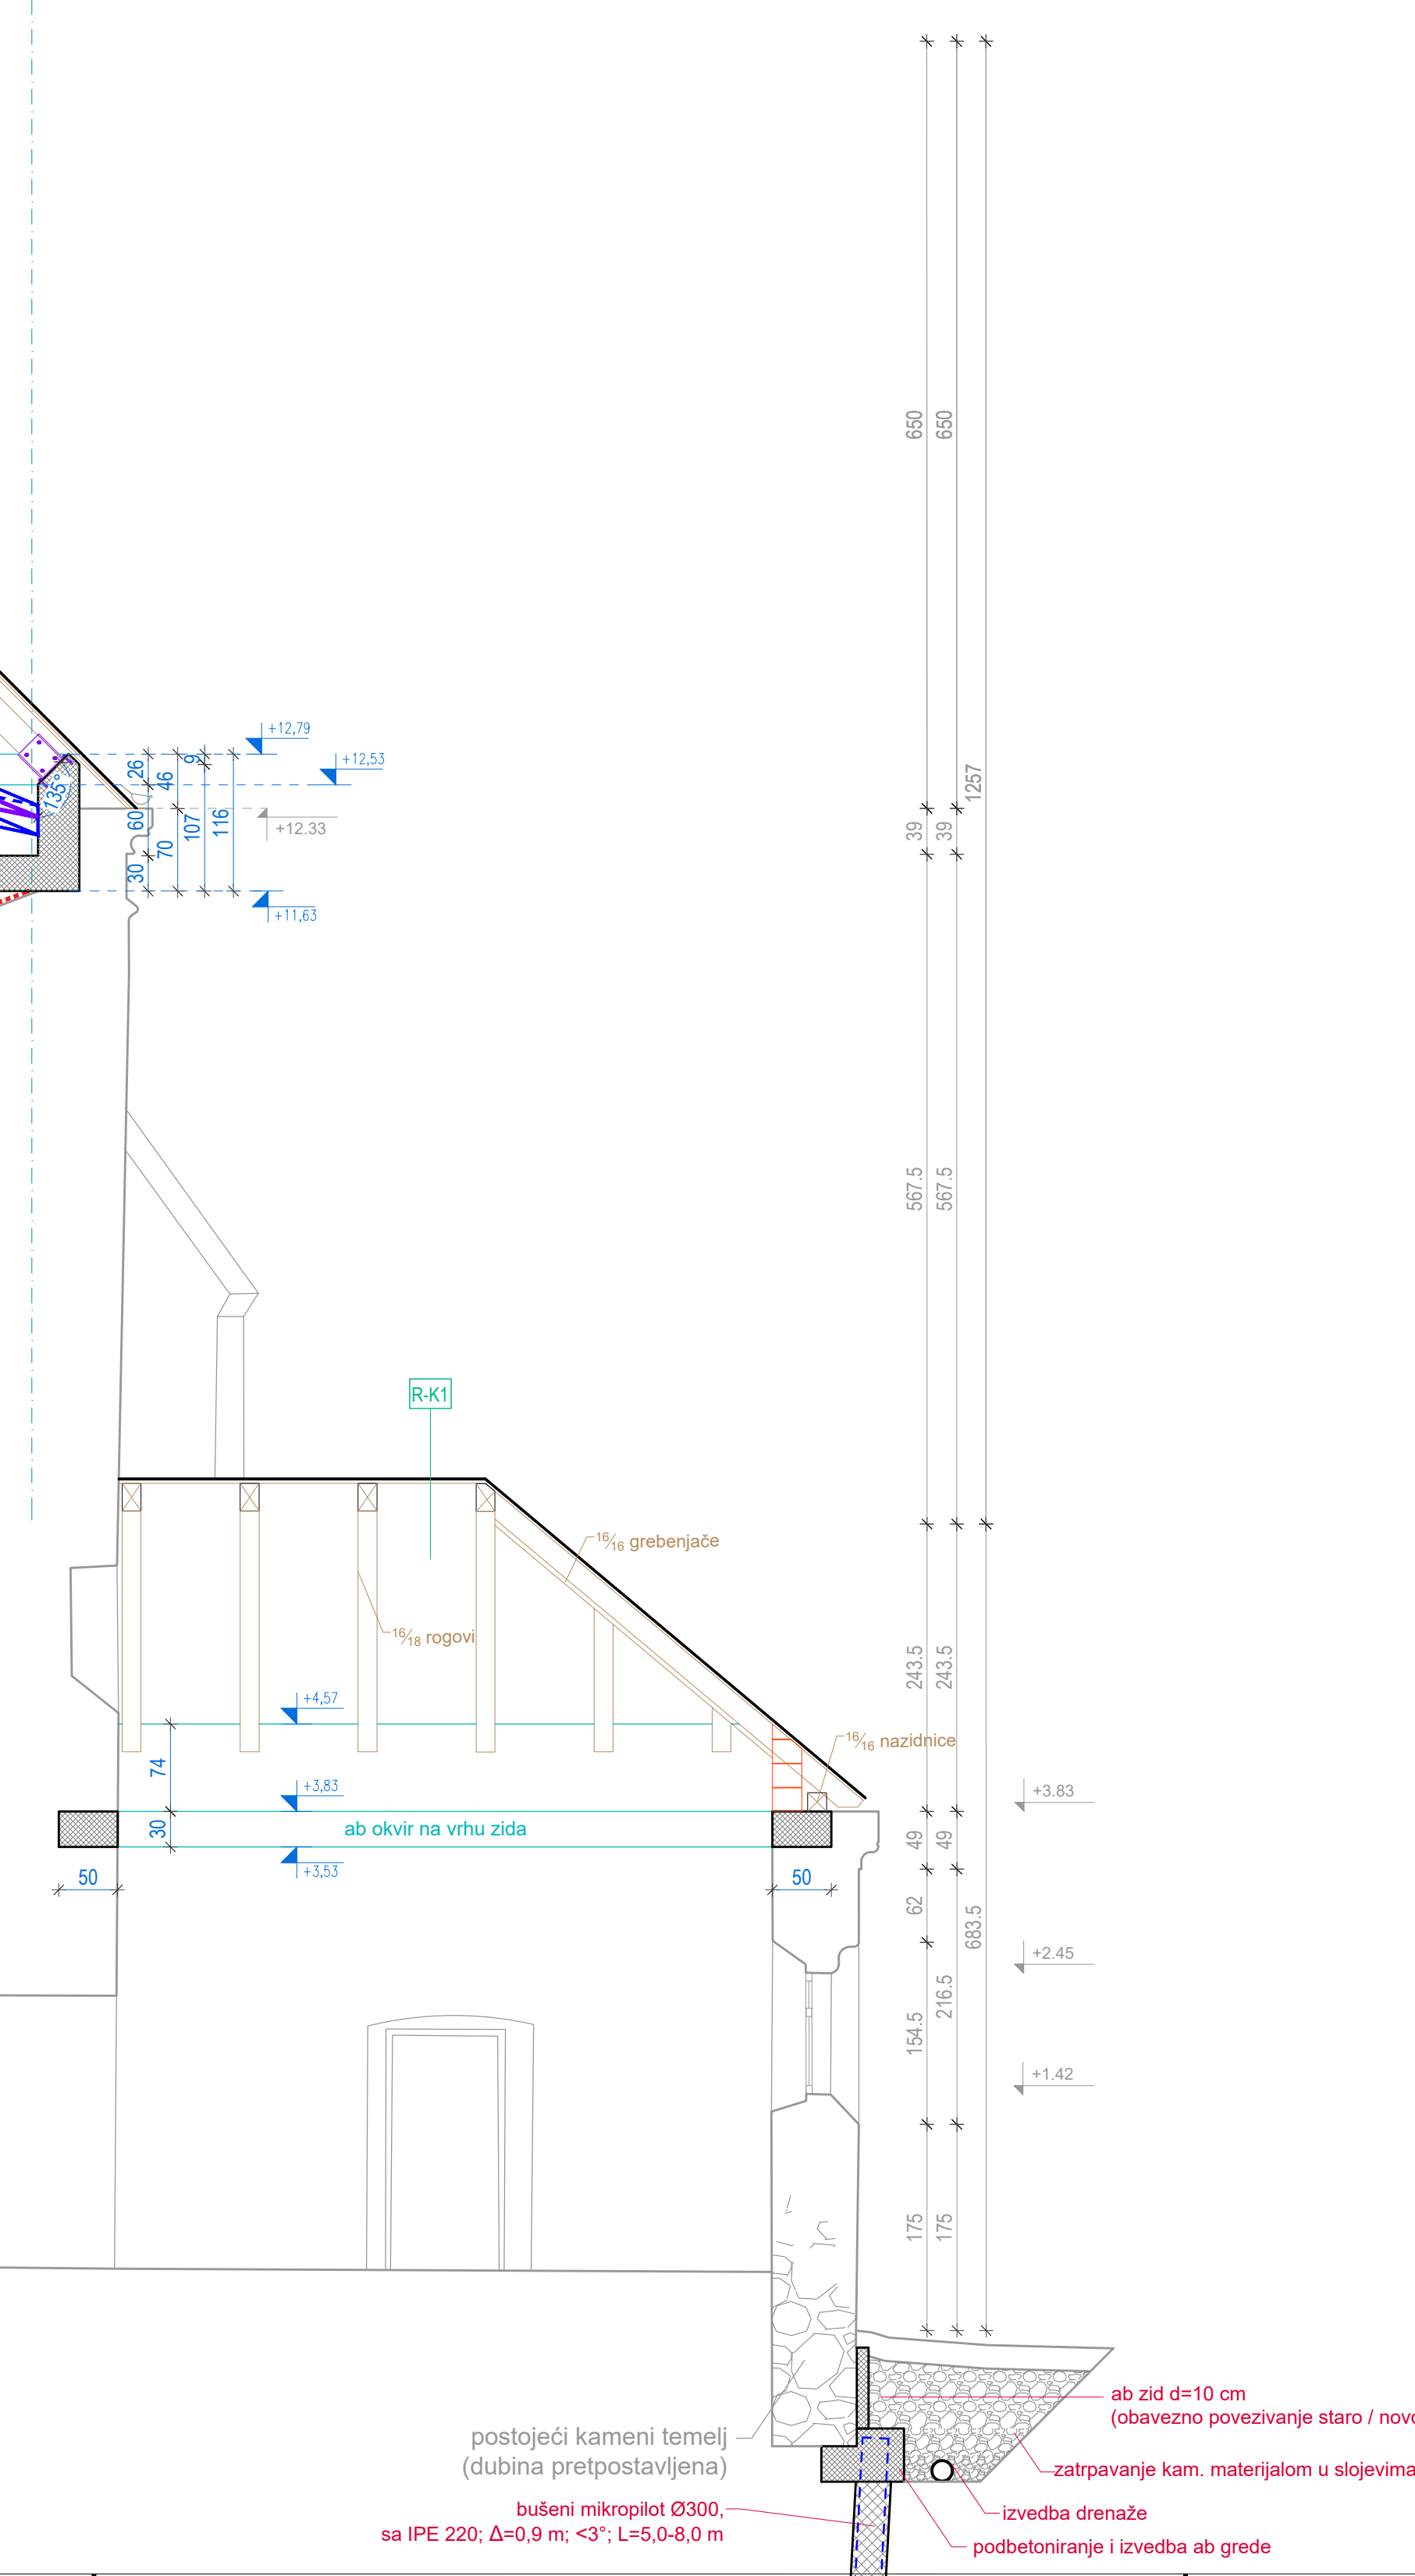 650
650
1257
+12,79
+12,53
26
46
9
135°
60
70
107
116
30
+12.33
+11,63
39
39
567.5
567.5
R-K1
16/16 grebenjače
16/18 rogovi
243.5
243.5
+4,57
16/16 nazidnice
74
+3,83
+3.83
30
ab okvir na vrhu zida
49
49
+3,53
50
50
62
683.5
+2.45
216.5
154.5
+1.42
175
175
ab zid d=10 cm
(obavezno povezivanje staro / novo
postojeći kameni temelj
(dubina pretpostavljena)
zatrpavanje kam. materijalom u slojevima
bušeni mikropilot Ø300,
sa IPE 220; Δ=0,9 m; <3°; L=5,0-8,0 m
izvedba drenaže
podbetoniranje i izvedba ab grede